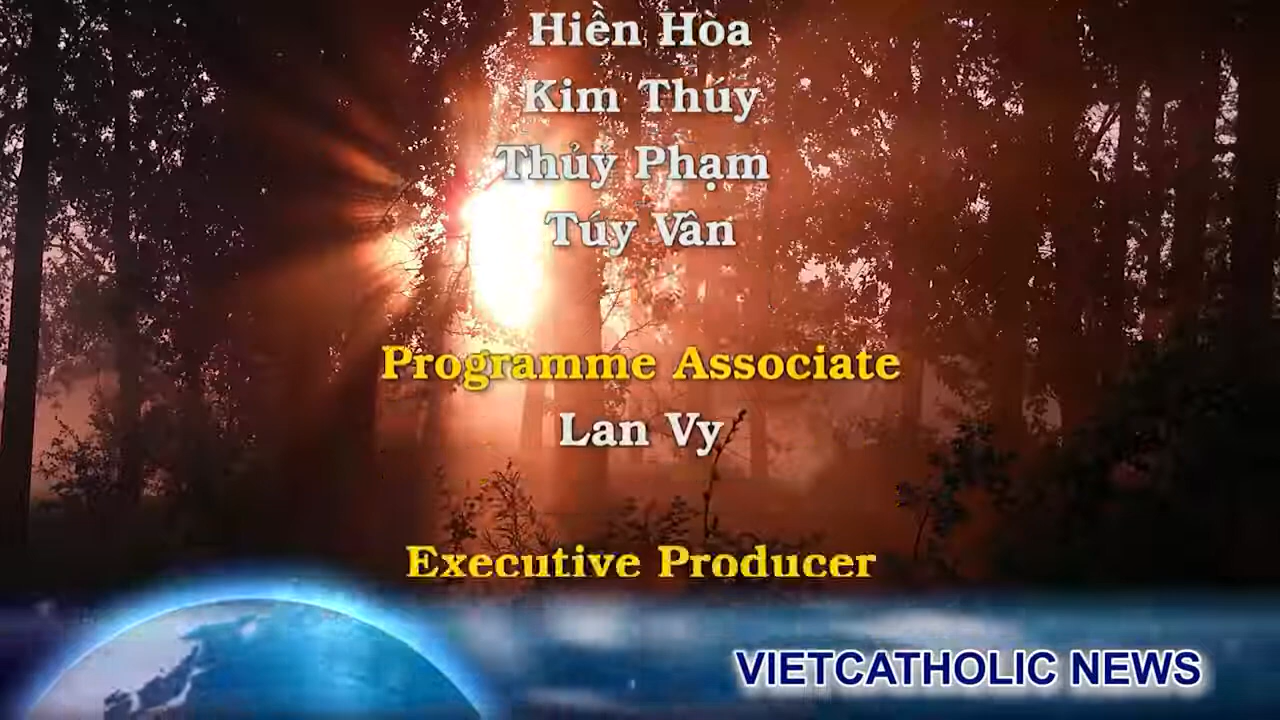 Hiền Hòa
Kim Thúy
Thủy Phạm
Túy Vân
Programme Associate
Lan Vy
Executive Producer
VIETCATHOLIC NEWS